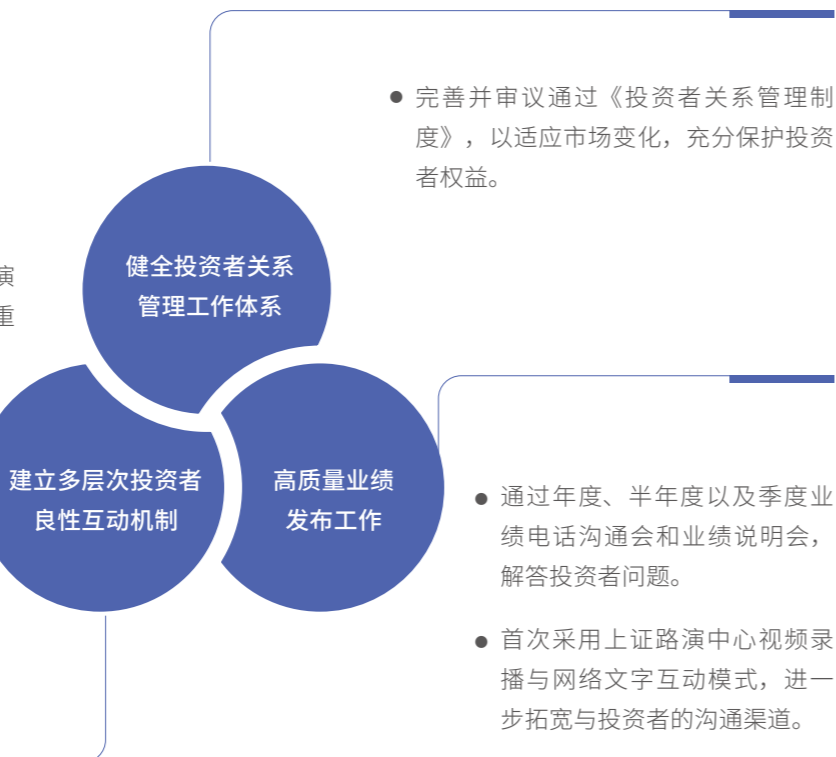 完善并审议通过《投资者关系管理制
度》，以适应市场变化，充分保护投资
者权益。
演
重
健全投资者关系
管理工作体系
建立多层次投资者
良性互动机制
高质量业绩
发布工作
通过年度、半年度以及季度业
绩电话沟通会和业绩说明会，
解答投资者问题。
首次采用上证路演中心视频录
播与网络文字互动模式，进一
步拓宽与投资者的沟通渠道。